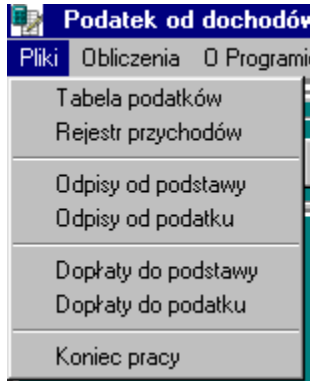 Podatek od dochodów
Pliki Obliczenia O Programie
Tabela podatków
Rejestr przychodów
Odpisy od podstawy
Odpisy od podatku
Dopłaty do podstawy
Dopłaty do podatku
Koniec pracy